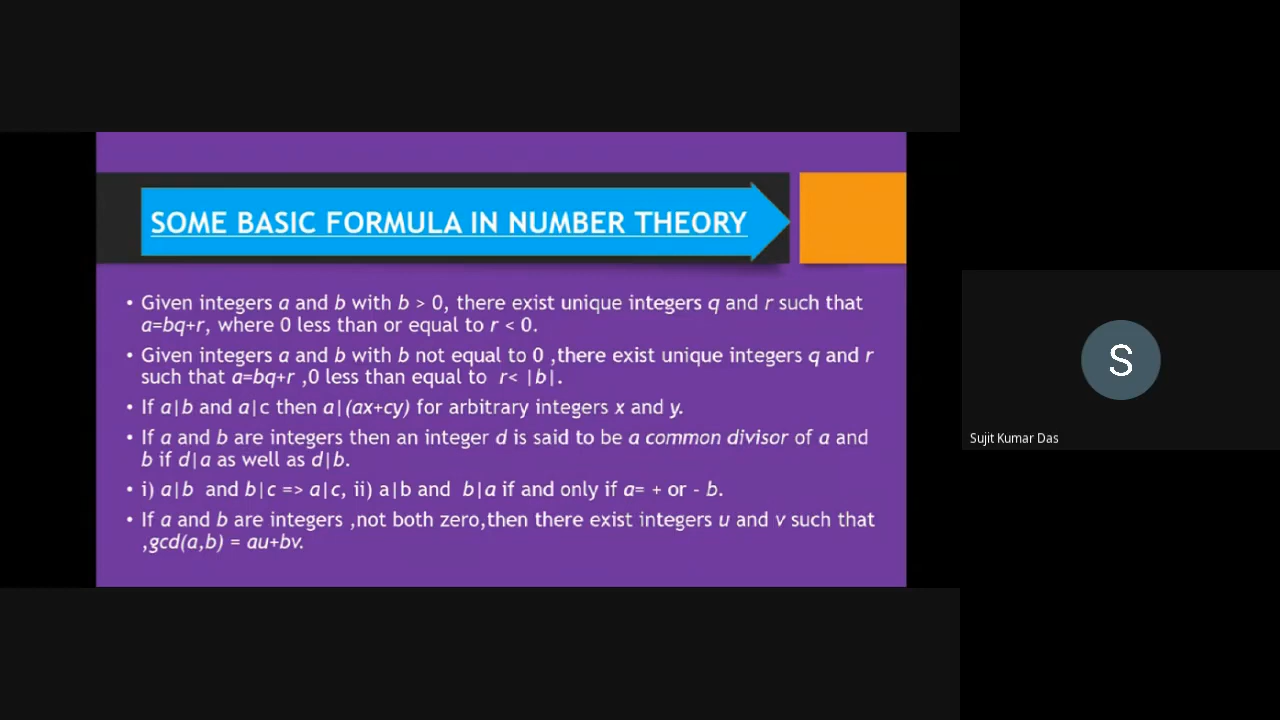 SOME BASIC FORMULA IN NUMBER THEORY
• Given integers a and b with b > 0, there exist unique integers q and r such that
a=bq+r, where 0 less than or equal to r < 0.
• Given integers a and b with b not equal to 0 ,there exist unique integers q and r
such that a=bq+r ,0 less than equal to r< |b|.
• If a|b and a|c then a|(ax+cy) for arbitrary integers x and y.
• If a and b are integers then an integer d is said to be a common divisor of a and
b if d|a as well as d|b.
• i) a|b and b|c => a|c, ii) a|b and b|a if and only if a= + or - b.
• If a and b are integers ,not both zero,then there exist integers u and v such that
,gcd(a,b) = au+bv.
S
Sujit Kumar Das